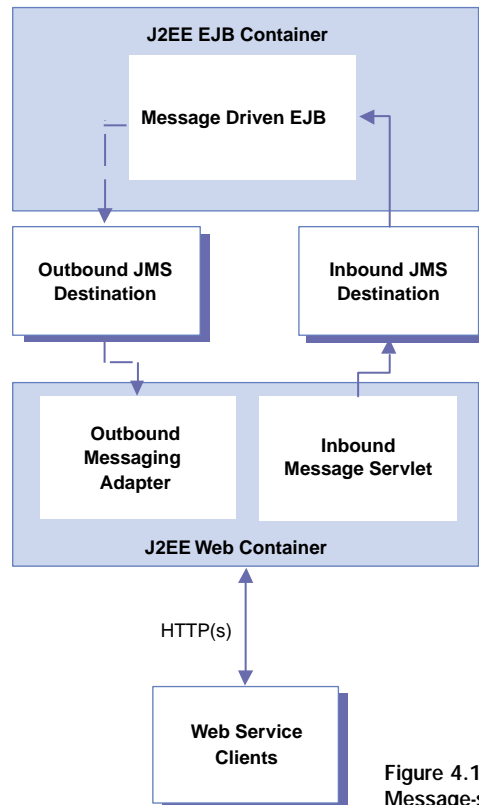 J2EE EJB Container
Message Driven EJB
Outbound JMS
Destination
Inbound JMS
Destination
Outbound
Messaging
Adapter
Inbound
Message Servlet
J2EE Web Container
HTTP(s)
Web Service
Clients
Figure 4.1